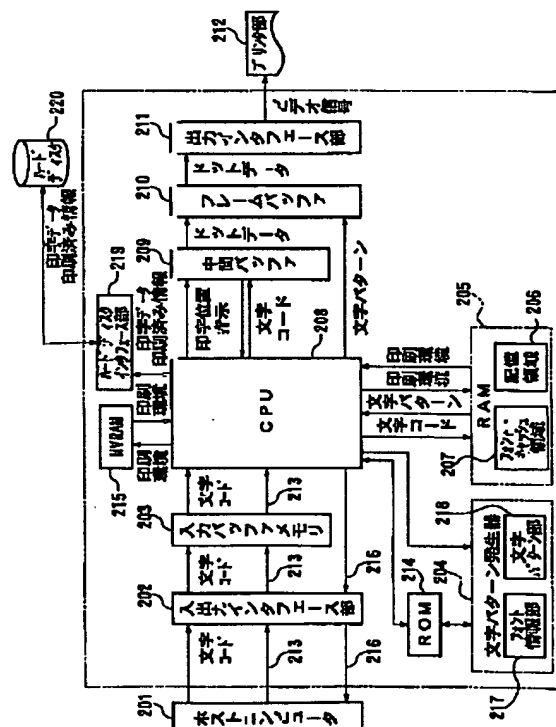 201
ホストコンピュータ
文字コード
213
216
202
入出力インタフェース部
文字コード
213
216
203
入力バッファメモリ
文字コード
213
215
NVRAM
印刷環境
印刷環境
219
ハードディスク
インタフェース部
印字データ
印刷済み情報
220
ハード
ディスク
印字データ
印刷済み情報
CPU
208
印字位置
指示
文字
コード
209
中間バッファ
ドットデータ
210
フレームバッファ
ドットデータ
文字パターン
211
出力インタフェース部
ビデオ信号
212
プリンタ部
214
ROM
204
文字パターン発生器
217
フォント
情報部
218
文字
パターン部
205
RAM
印刷環境
印刷環境
文字パターン
文字コード
207
フォント・
キャッシュ領域
206
記憶
領域